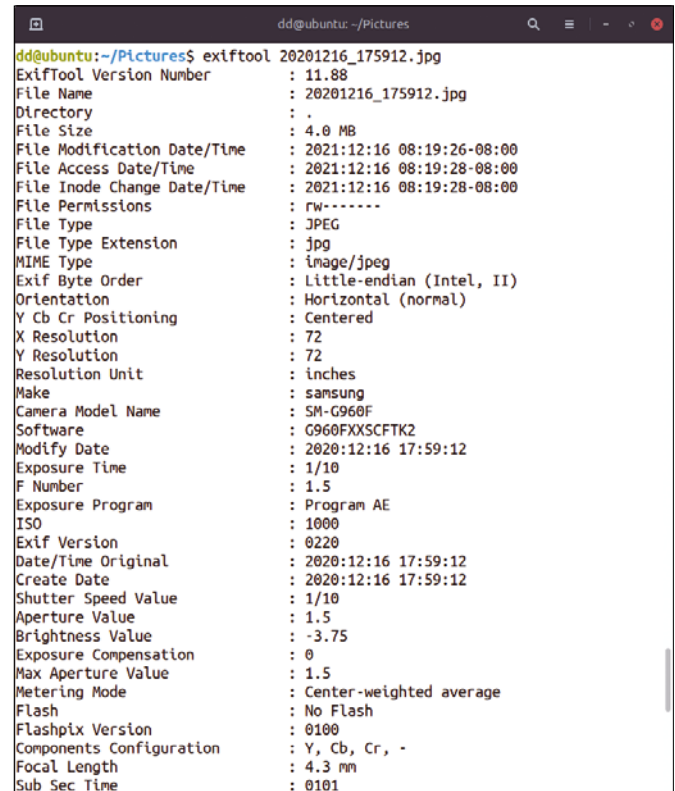 dd@ubuntu: ~/Pictures
dd@ubuntu:~/Pictures$ exiftool 20201216_175912.jpg
ExifTool Version Number : 11.88
File Name : 20201216_175912.jpg
Directory : .
File Size : 4.0 MB
File Modification Date/Time : 2021:12:16 08:19:26-08:00
File Access Date/Time : 2021:12:16 08:19:28-08:00
File Inode Change Date/Time : 2021:12:16 08:19:28-08:00
File Permissions : rw-------
File Type : JPEG
File Type Extension : jpg
MIME Type : image/jpeg
Exif Byte Order : Little-endian (Intel, II)
Orientation : Horizontal (normal)
Y Cb Cr Positioning : Centered
X Resolution : 72
Y Resolution : 72
Resolution Unit : inches
Make : samsung
Camera Model Name : SM-G960F
Software : G960FXXSCFTK2
Modify Date : 2020:12:16 17:59:12
Exposure Time : 1/10
F Number : 1.5
Exposure Program : Program AE
ISO : 1000
Exif Version : 0220
Date/Time Original : 2020:12:16 17:59:12
Create Date : 2020:12:16 17:59:12
Shutter Speed Value : 1/10
Aperture Value : 1.5
Brightness Value : -3.75
Exposure Compensation : 0
Max Aperture Value : 1.5
Metering Mode : Center-weighted average
Flash : No Flash
Flashpix Version : 0100
Components Configuration : Y, Cb, Cr, -
Focal Length : 4.3 mm
Sub Sec Time : 0101